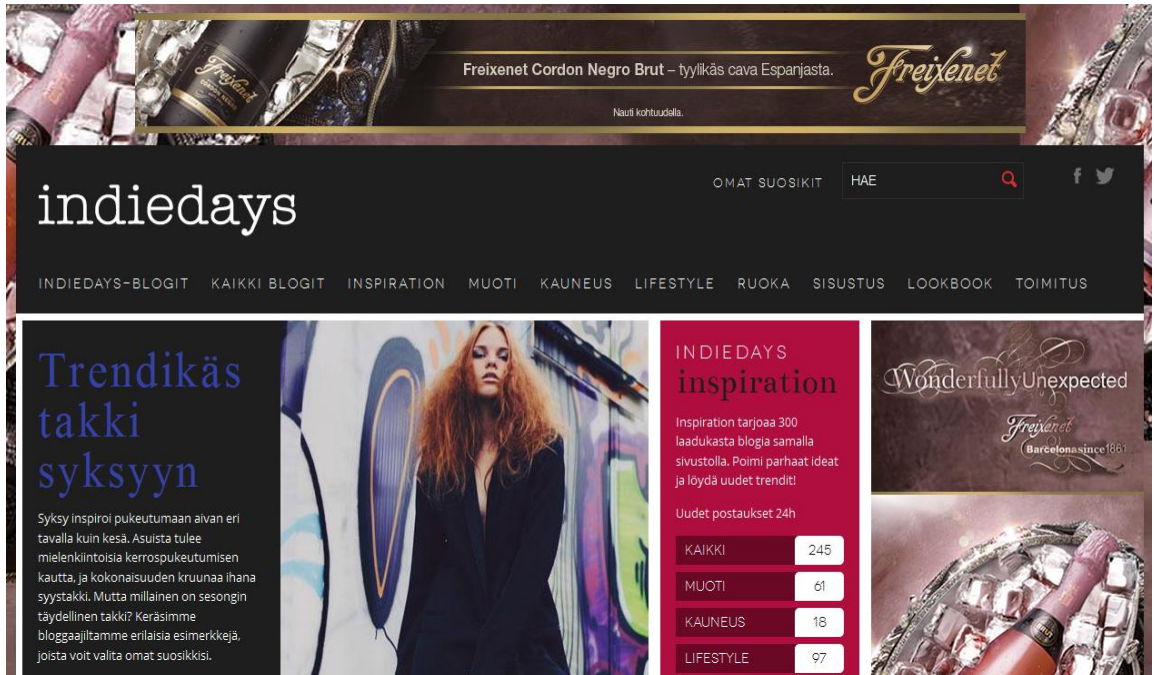 Freixenet Cordon Negro Brut – tyylikäs cava Espanjasta.
Freixenet
Nauti kohtuudella.
Freixenet
indiedays
OMAT SUOSIKIT
HAE
INDIEDAYS-BLOGIT KAIKKI BLOGIT INSPIRATION MUOTI KAUNEUS LIFESTYLE RUOKA SISUSTUS LOOKBOOK TOIMITUS
Trendikäs
takki
syksyyn
Syksy inspiroi pukeutumaan aivan eri
tavalla kuin kesä. Asuista tulee
mielenkiintoisia kerrospukeutumisen
kautta, ja kokonaisuuden kruunaa ihana
syystakki. Mutta millainen on sesongin
täydellinen takki? Keräsimme
bloggaajiltamme erilaisia esimerkkejä,
joista voit valita omat suosikkisi.
INDIEDAYS
inspiration
Inspiration tarjoaa 300
laadukasta blogia samalla
sivustolla. Poimi parhaat ideat
ja löydä uudet trendit!
Uudet postaukset 24h
KAIKKI 245
MUOTI 61
KAUNEUS 18
LIFESTYLE 97
WonderfullyUnexpected
Freixenet
Barcelonasince1861
BRUT